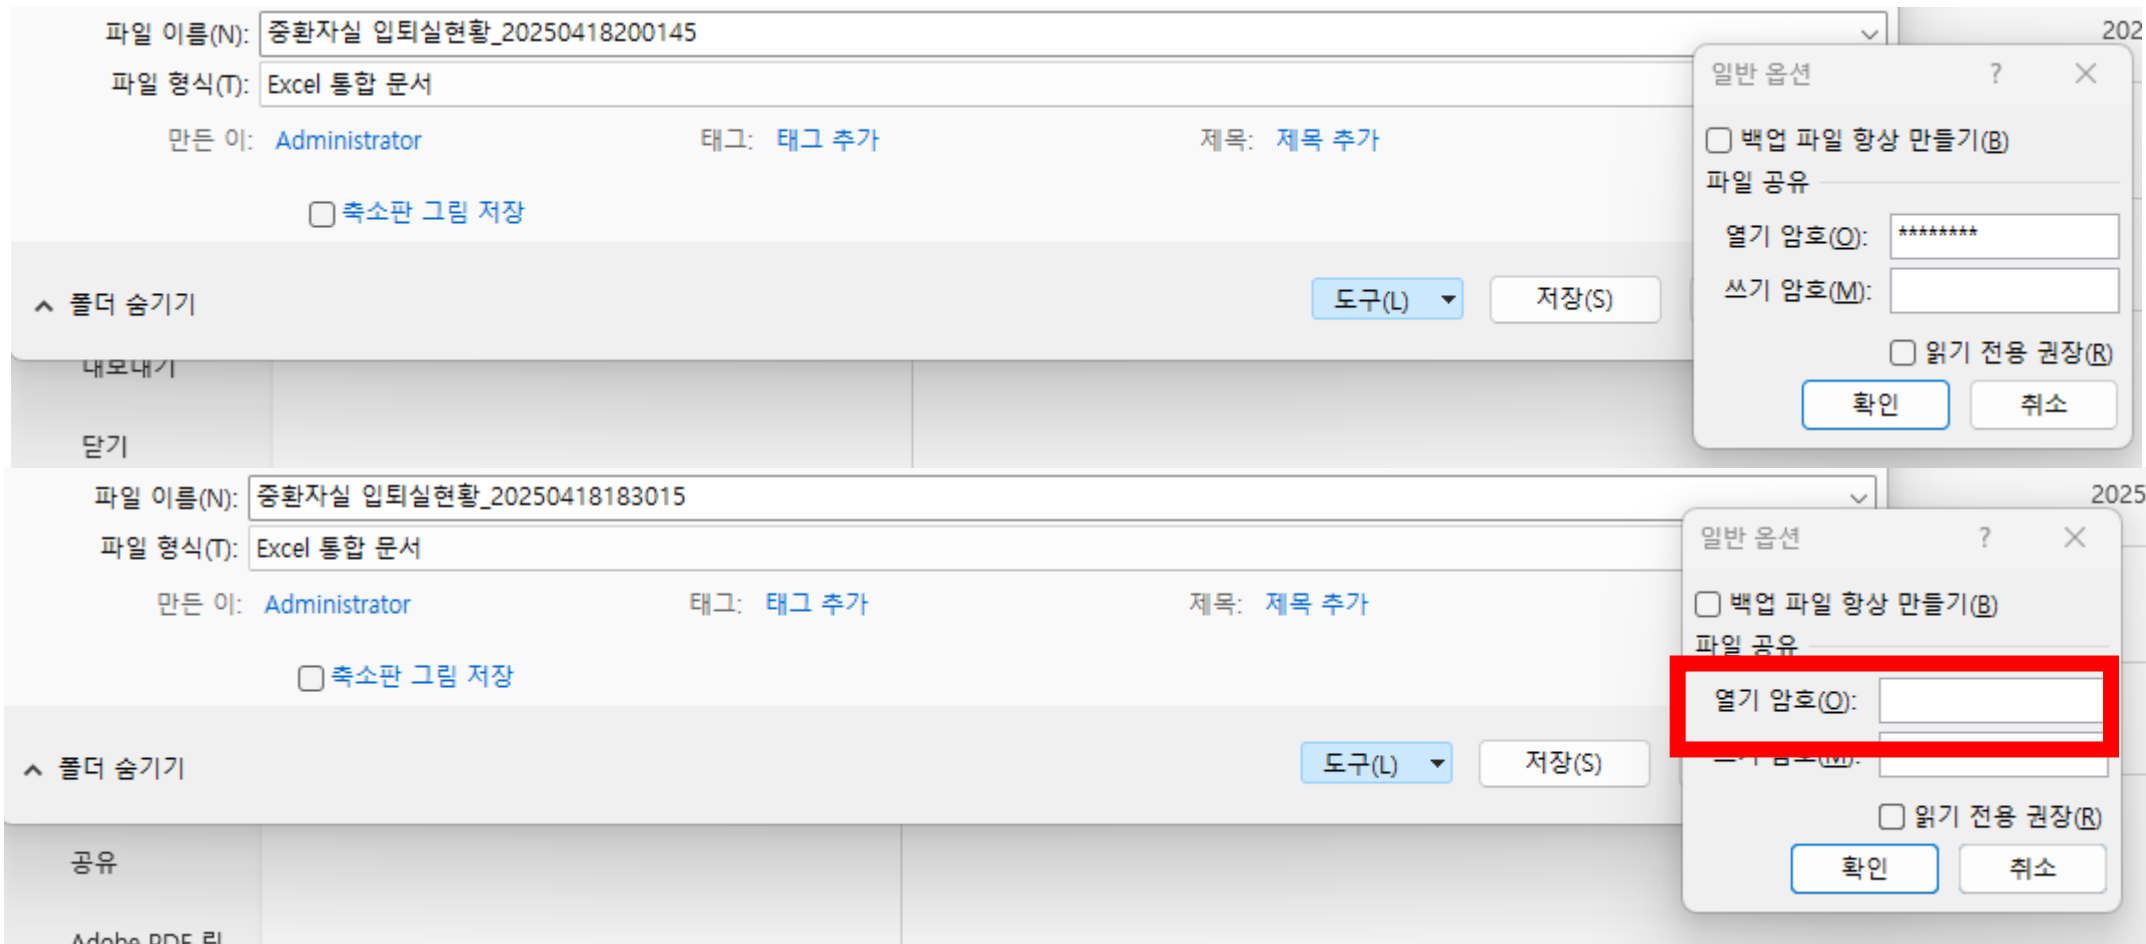 파일 이름(N): 중환자실 입퇴실현황_20250418200145
202
파일 형식(T): Excel 통합 문서
일반 옵션 ?
만든 이: Administrator 태그: 태그 추가 제목: 제목 추가
백업 파일 항상 만들기(B)
파일 공유
축소판 그림 저장
열기 암호(O): ********
쓰기 암호(M):
폴더 숨기기
도구(L) 저장(S)
읽기 전용 권장(R)
내보내기
확인 취소
닫기
파일 이름(N): 중환자실 입퇴실현황_20250418183015
2025
파일 형식(T): Excel 통합 문서
일반 옵션 ?
만든 이: Administrator 태그: 태그 추가 제목: 제목 추가
백업 파일 항상 만들기(B)
파일 공유
축소판 그림 저장
열기 암호(O):
쓰기 암호(M):
폴더 숨기기
도구(L) 저장(S)
읽기 전용 권장(R)
공유
확인 취소
Adobe PDF